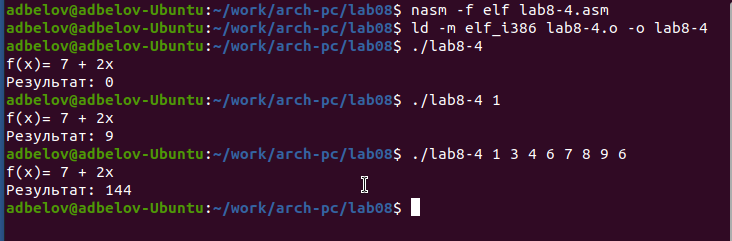 adbelov@adbelov-Ubuntu:~/work/arch-pc/lab08$ nasm -f elf lab8-4.asm
adbelov@adbelov-Ubuntu:~/work/arch-pc/lab08$ ld -m elf_i386 lab8-4.o -o lab8-4
adbelov@adbelov-Ubuntu:~/work/arch-pc/lab08$ ./lab8-4
f(x)= 7 + 2x
Результат: 0
adbelov@adbelov-Ubuntu:~/work/arch-pc/lab08$ ./lab8-4 1
f(x)= 7 + 2x
Результат: 9
adbelov@adbelov-Ubuntu:~/work/arch-pc/lab08$ ./lab8-4 1 3 4 6 7 8 9 6
f(x)= 7 + 2x
Результат: 144
adbelov@adbelov-Ubuntu:~/work/arch-pc/lab08$